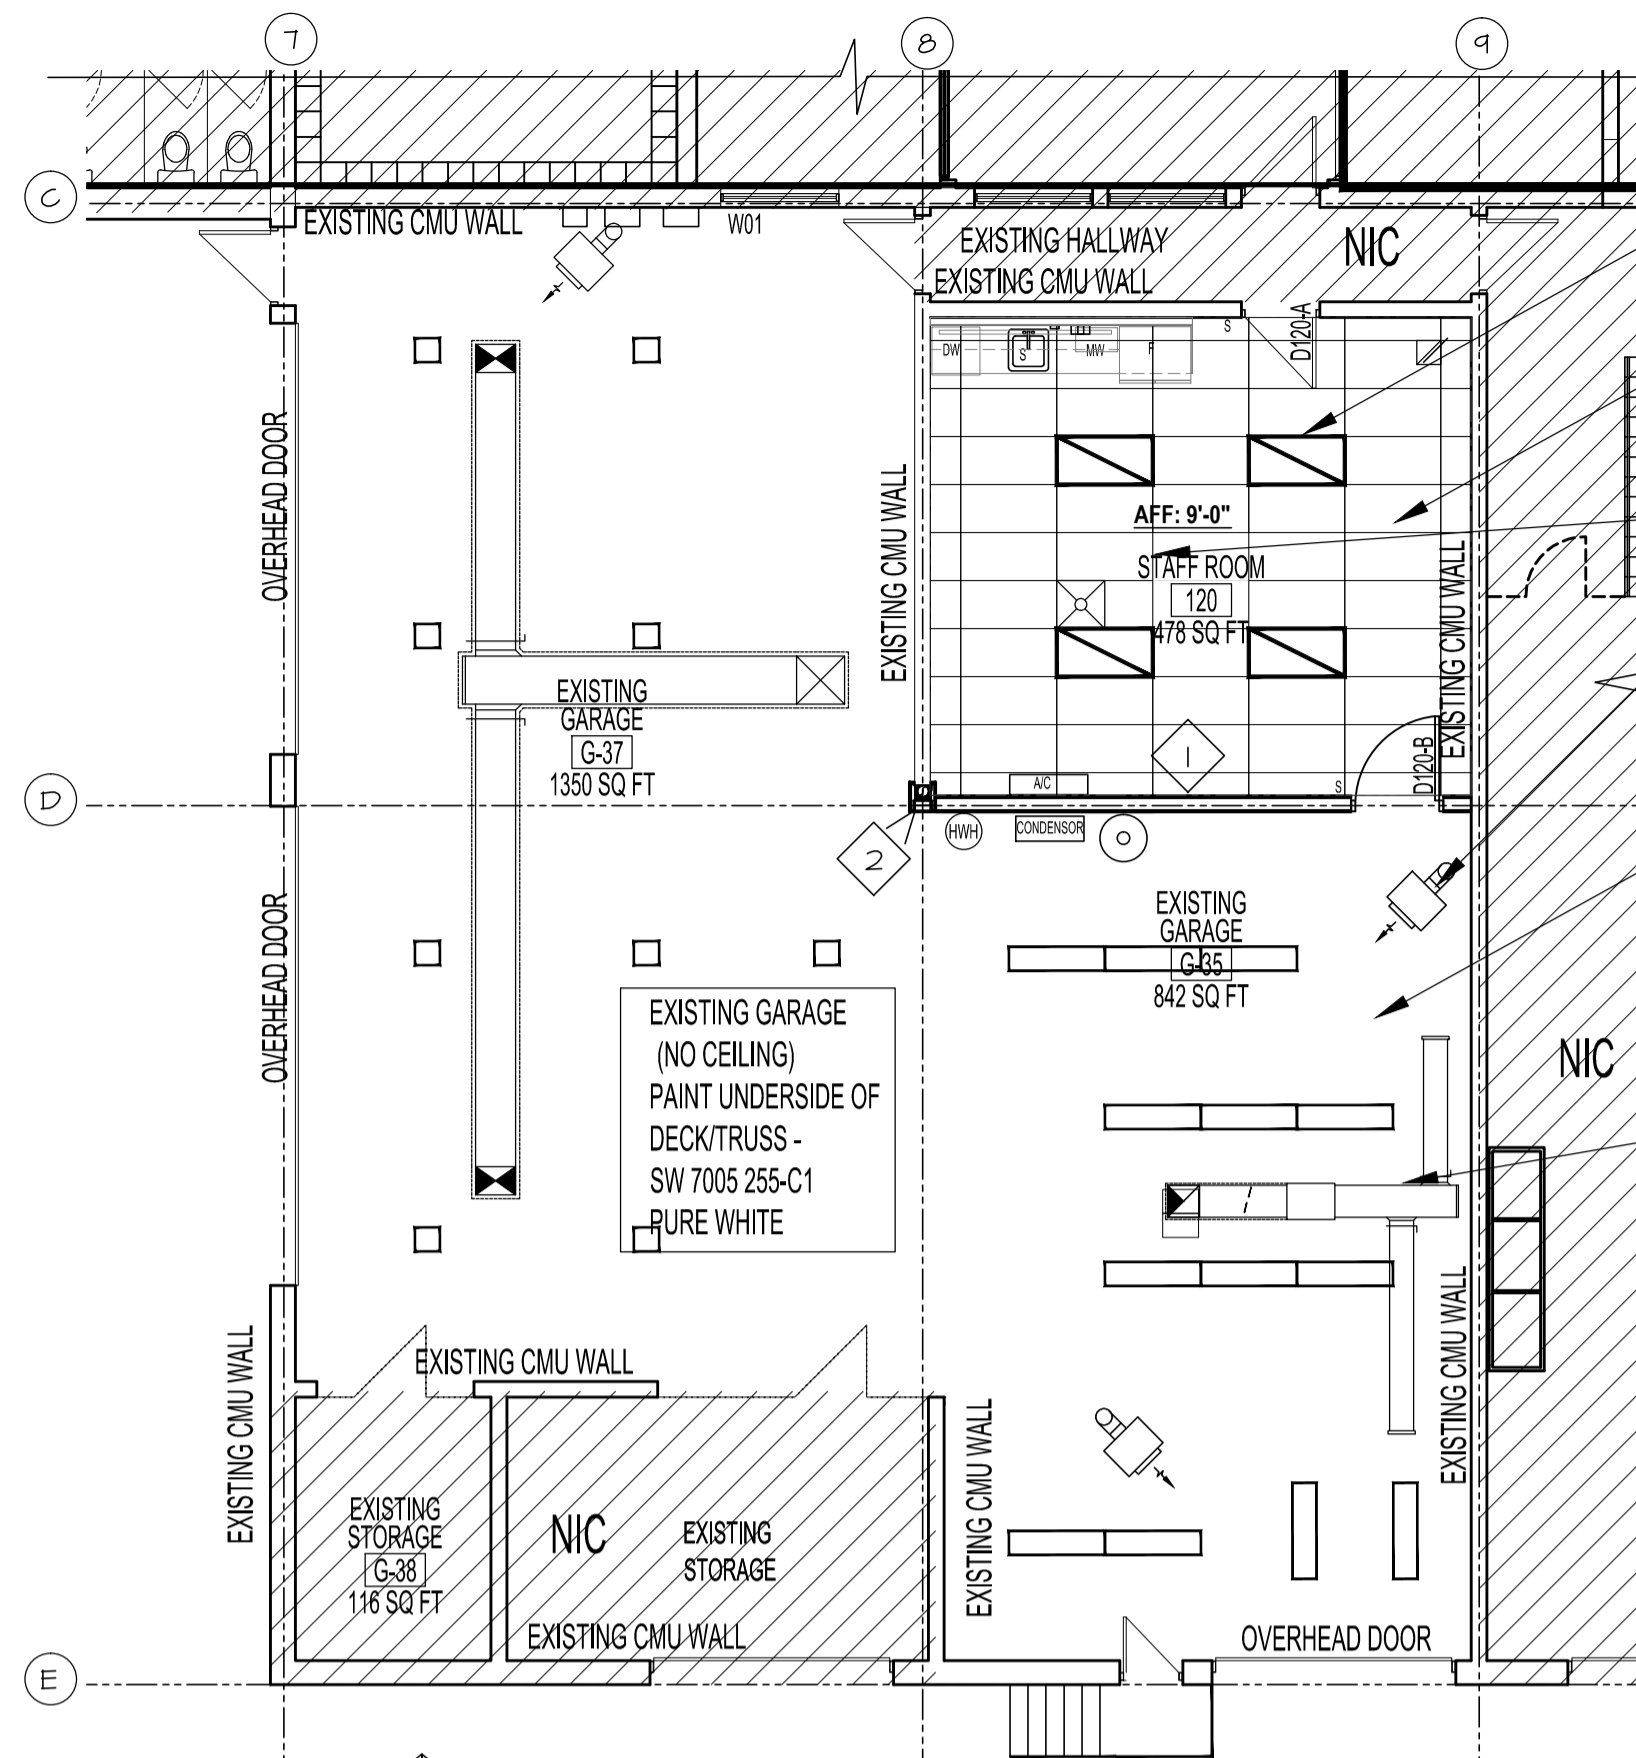 7
8
9
C
EXISTING CMU WALL
W01
EXISTING HALLWAY
EXISTING CMU WALL
NIC
DW
S
MW
F
S
D120-A
OVERHEAD DOOR
EXISTING CMU WALL
AFF: 9'-0"
STAFF ROOM
120
478 SQ FT
EXISTING CMU WALL
EXISTING
GARAGE
G-37
1350 SQ FT
1
D120-B
A/C
S
D
HWH
CONDENSOR
O
2
OVERHEAD DOOR
EXISTING
GARAGE
G-35
842 SQ FT
EXISTING GARAGE
(NO CEILING)
PAINT UNDERSIDE OF
DECK/TRUSS -
SW 7005 255-C1
PURE WHITE
NIC
EXISTING CMU WALL
EXISTING CMU WALL
EXISTING CMU WALL
EXISTING CMU WALL
EXISTING
STORAGE
G-38
116 SQ FT
NIC
EXISTING
STORAGE
EXISTING CMU WALL
OVERHEAD DOOR
E